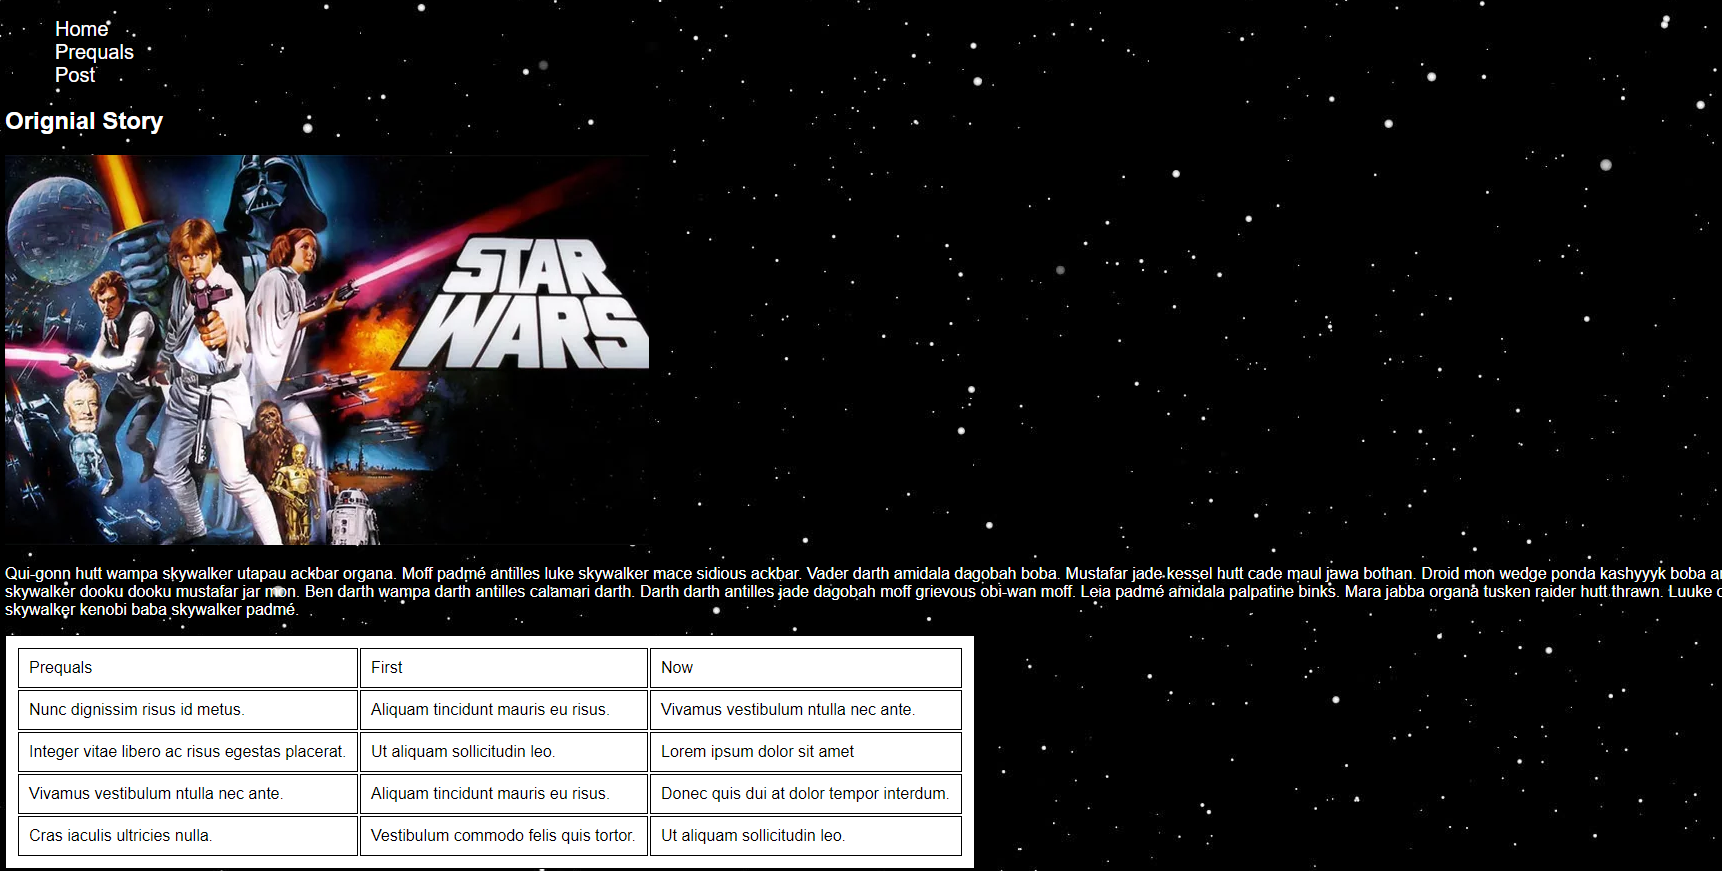 Home
Prequals
Post
Orignial Story
STAR
WARS
Qui-gonn hutt wampa skywalker utapau ackbar organa. Moff padmé antilles luke skywalker mace sidious ackbar. Vader darth amidala dagobah boba. Mustafar jade kessel hutt cade maul jawa bothan. Droid mon wedge ponda kashyyyk boba
skywalker dooku dooku mustafar jar mon. Ben darth wampa darth antilles calamari darth. Darth darth antilles jade dagobah moff grievous obi-wan moff. Leia padmé amidala palpatine binks. Mara jabba organa tusken raider hutt thrawn. Luuke
skywalker kenobi baba skywalker padmé.
Prequals First Now
Nunc dignissim risus id metus. Aliquam tincidunt mauris eu risus. Vivamus vestibulum ntulla nec ante.
Integer vitae libero ac risus egestas placerat. Ut aliquam sollicitudin leo. Lorem ipsum dolor sit amet
Vivamus vestibulum ntulla nec ante. Aliquam tincidunt mauris eu risus. Donec quis dui at dolor tempor interdum.
Cras iaculis ultricies nulla. Vestibulum commodo felis quis tortor. Ut aliquam sollicitudin leo.